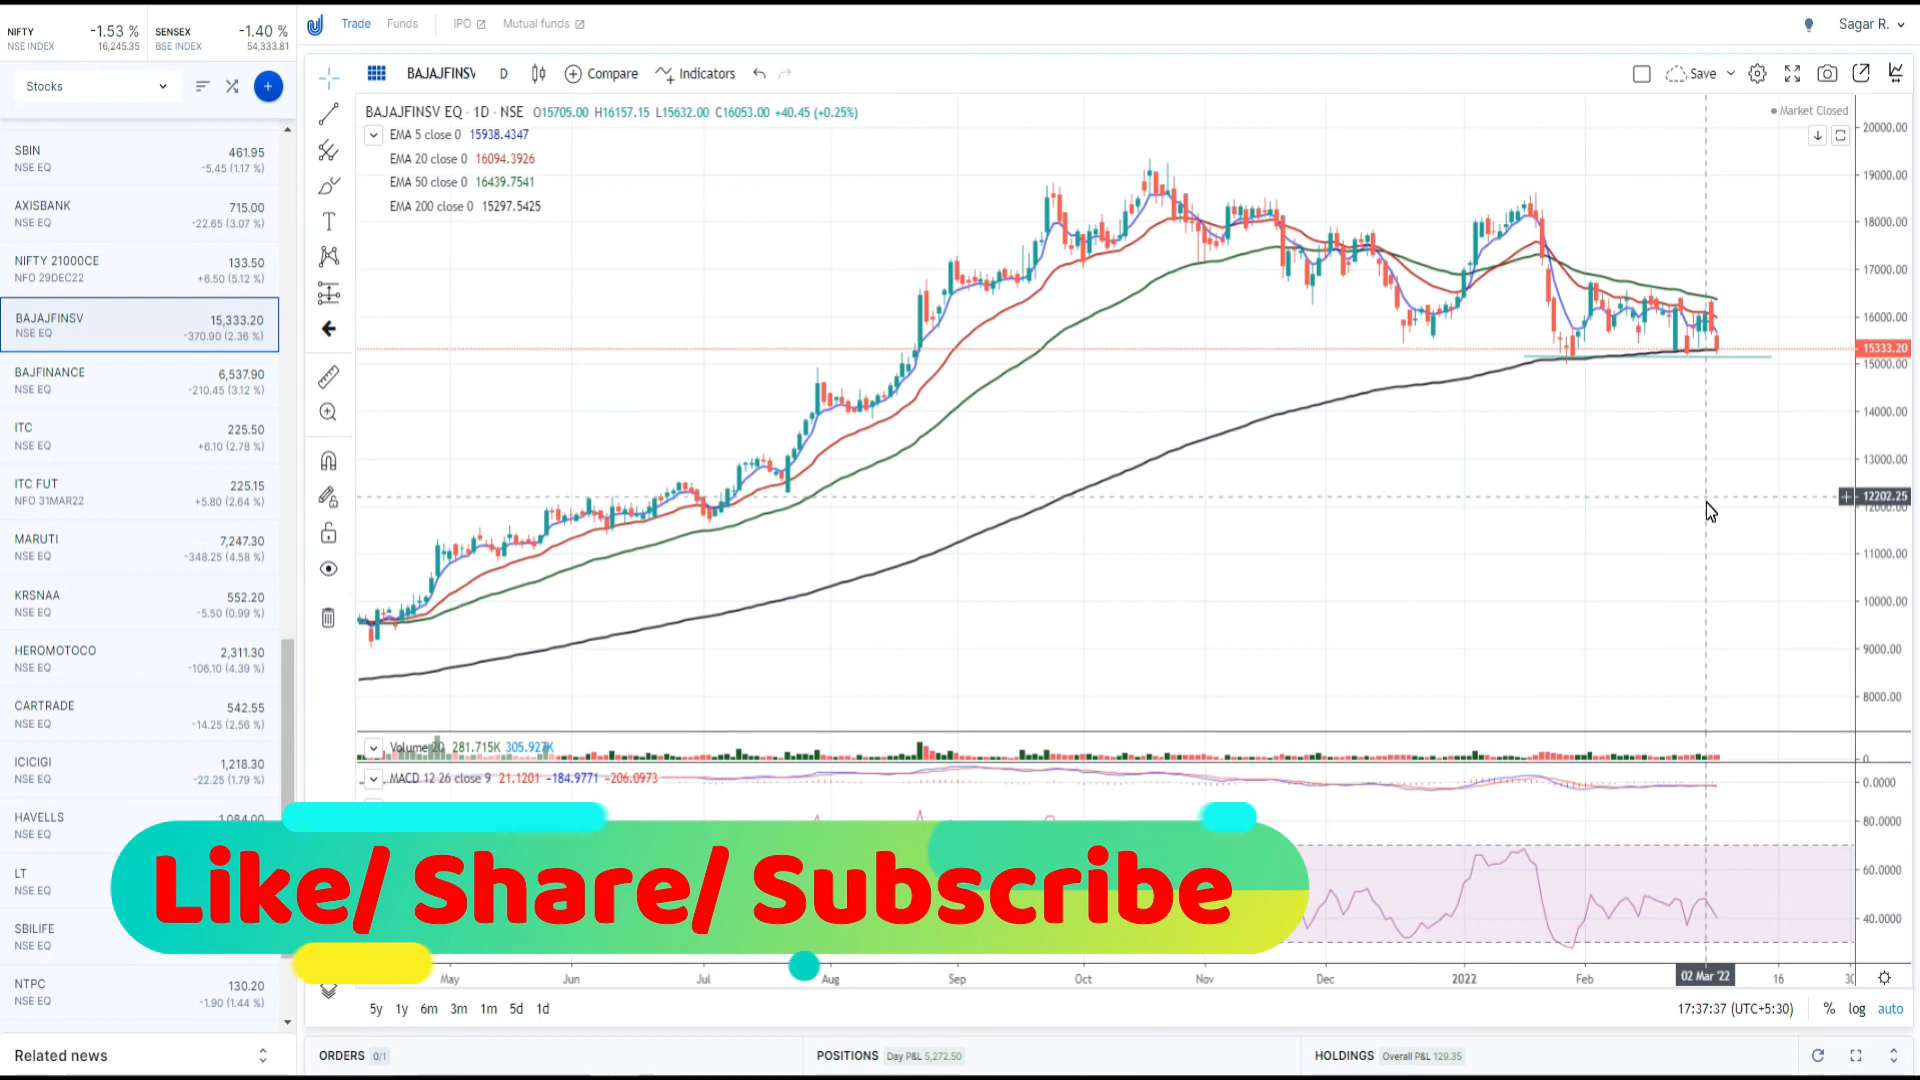 NIFTY -1.53 % SENSEX -1.40 %
NSE INDEX 16,245.35 BSE INDEX 54,333.81
Trade Funds IPO Mutual funds Sagar R.
Stocks
SBIN 461.95
NSE EQ -5.45 (1.17 %)
AXISBANK 715.00
NSE EQ -22.65 (3.07 %)
NIFTY 21000CE 133.50
NFO 29DEC22 +6.50 (5.12 %)
BAJAJFINSV 15,333.20
NSE EQ -370.90 (2.36 %)
BAJFINANCE 6,537.90
NSE EQ -210.45 (3.12 %)
ITC 225.50
NSE EQ +6.10 (2.78 %)
ITC FUT 225.15
NFO 31MAR22 +5.80 (2.64 %)
MARUTI 7,247.30
NSE EQ -348.25 (4.58 %)
KRSNAA 552.20
NSE EQ -5.50 (0.99 %)
HEROMOTOCO 2,311.30
NSE EQ -106.10 (4.39 %)
CARTRADE 542.55
NSE EQ -14.25 (2.56 %)
ICICIGI 1,218.30
NSE EQ -22.25 (1.79 %)
HAVELLS 1,084.00
NSE EQ
LT
NSE EQ
SBILIFE
NSE EQ
NTPC 130.20
NSE EQ -1.90 (1.44 %)
Related news
BAJAJFINSV D Compare Indicators Save
BAJAJFINSV EQ · 1D · NSE O15705.00 H16157.15 L15632.00 C16053.00 +40.45 (+0.25%)
Market Closed
EMA 5 close 0 15938.4347
EMA 20 close 0 16094.3926
EMA 50 close 0 16439.7541
EMA 200 close 0 15297.5425
20000.00
19000.00
18000.00
17000.00
16000.00
15333.20
15000.00
14000.00
13000.00
12202.25
12000.00
11000.00
10000.00
9000.00
8000.00
Volume 20 281.715K 305.927K
0
MACD 12 26 close 9 21.1201 -184.9771 -206.0973
0.0000
80.0000
60.0000
40.0000
Like/ Share/ Subscribe
May Jun Jul Aug Sep Oct Nov Dec 2022 Feb 02 Mar '22 16
5y 1y 6m 3m 1m 5d 1d 17:37:37 (UTC+5:30) % log auto
ORDERS 0/1 POSITIONS Day P&L 5,272.50 HOLDINGS Overall P&L 129.35